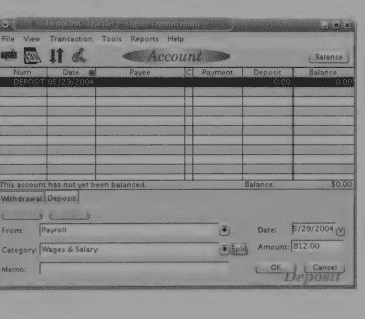 File View Transaction Tools Reports Help
Account
Balance
Num Date Payee C Payment Deposit Balance
DEPOSIT 05/29/2004 0.00 0.00
This account has not yet been balanced. Balance: $0.00
Withdrawal Deposit
From: Payroll Date: 5/29/2004
Category: Wages & Salary Split Amount: 812.00
Memo: OK Cancel
Deposit